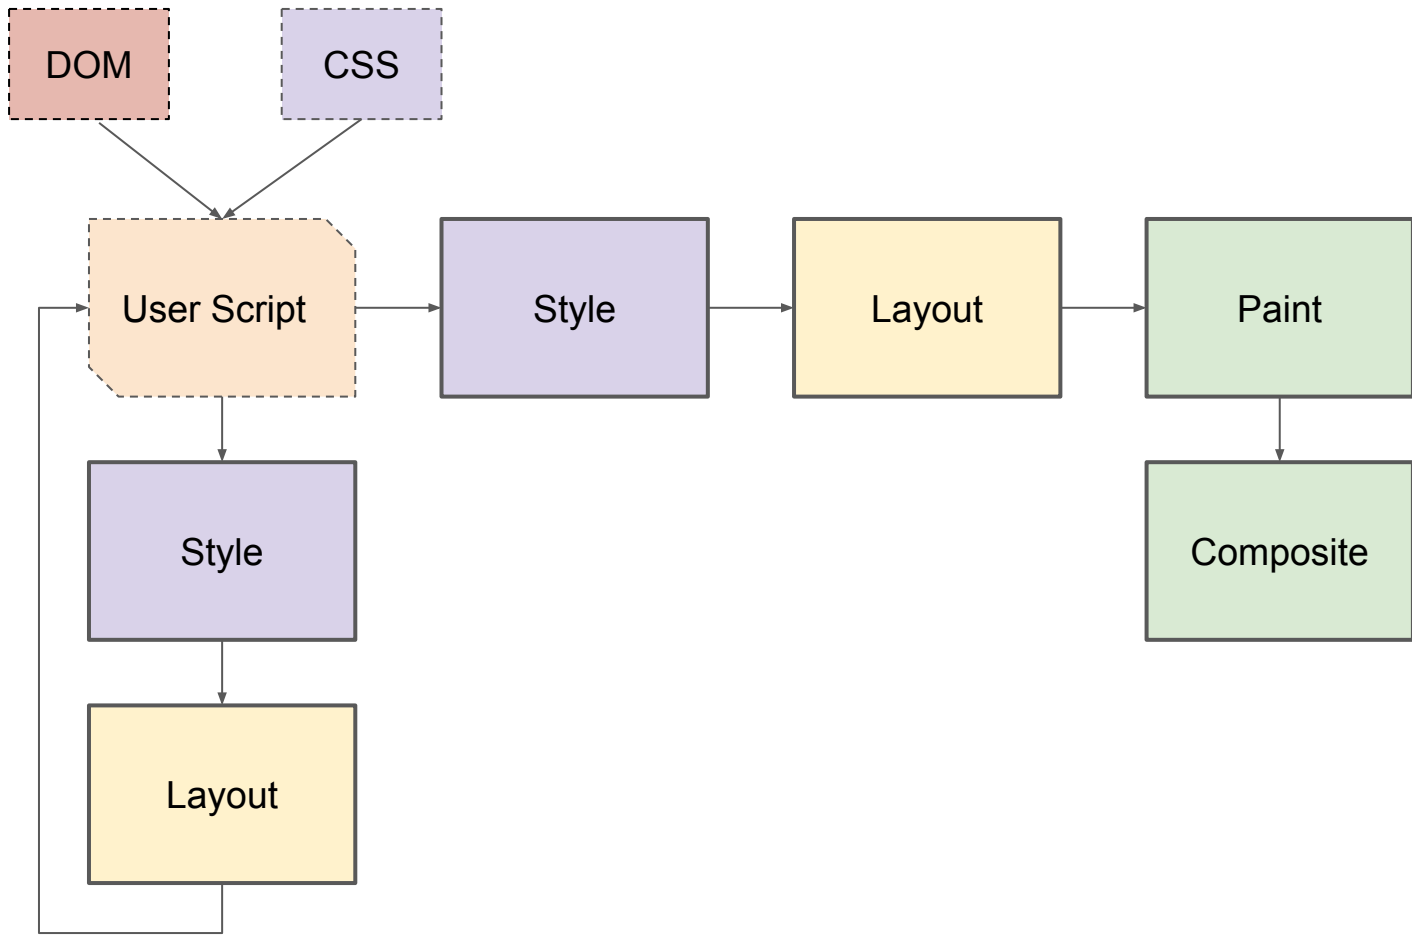 DOM
CSS
User Script
Style
Layout
Paint
Style
Composite
Layout